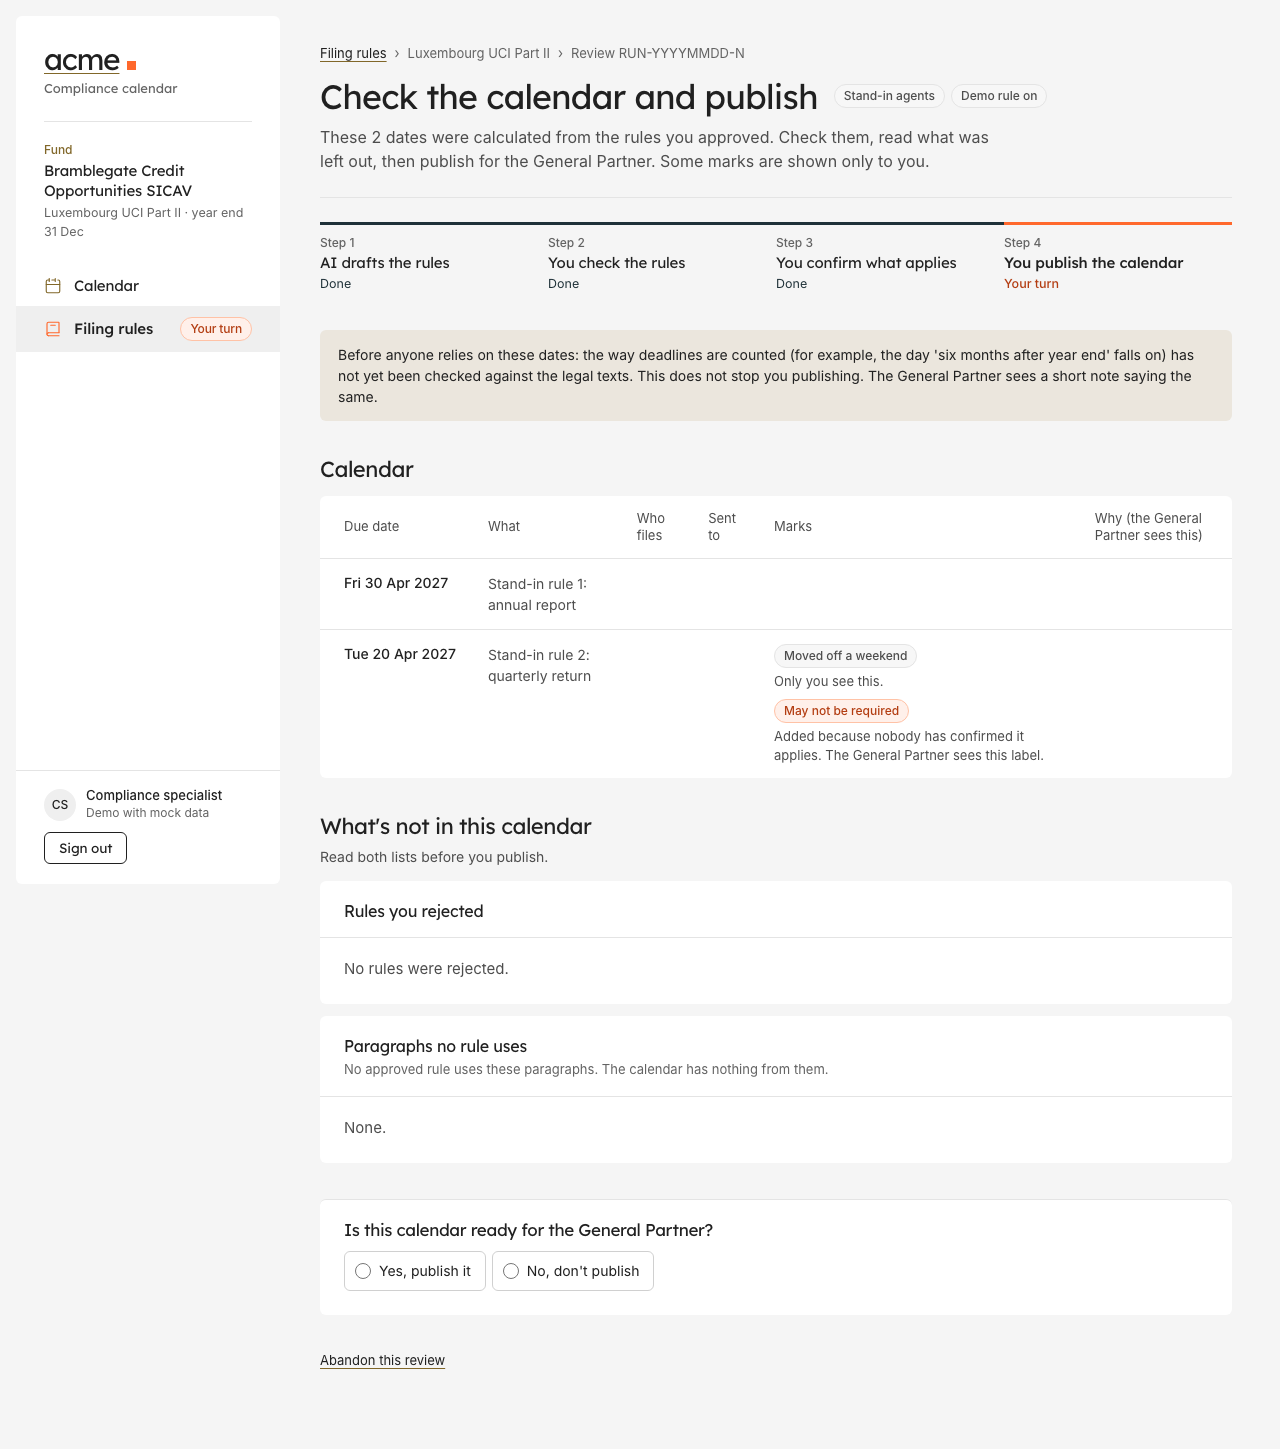 acme
Compliance calendar
Fund
Bramblegate Credit
Opportunities SICAV
Luxembourg UCI Part II · year end
31 Dec
Calendar
Filing rules
Your turn
CS
Compliance specialist
Demo with mock data
Sign out
Filing rules › Luxembourg UCI Part II › Review RUN-YYYYMMDD-N
Check the calendar and publish
Stand-in agents
Demo rule on
These 2 dates were calculated from the rules you approved. Check them, read what was
left out, then publish for the General Partner. Some marks are shown only to you.
Step 1
AI drafts the rules
Done
Step 2
You check the rules
Done
Step 3
You confirm what applies
Done
Step 4
You publish the calendar
Your turn
Before anyone relies on these dates: the way deadlines are counted (for example, the day 'six months after year end' falls on) has
not yet been checked against the legal texts. This does not stop you publishing. The General Partner sees a short note saying the
same.
Calendar
Due date
What
Who
files
Sent
to
Marks
Why (the General
Partner sees this)
Fri 30 Apr 2027
Stand-in rule 1:
annual report
Tue 20 Apr 2027
Stand-in rule 2:
quarterly return
Moved off a weekend
Only you see this.
May not be required
Added because nobody has confirmed it
applies. The General Partner sees this label.
What's not in this calendar
Read both lists before you publish.
Rules you rejected
No rules were rejected.
Paragraphs no rule uses
No approved rule uses these paragraphs. The calendar has nothing from them.
None.
Is this calendar ready for the General Partner?
Yes, publish it
No, don't publish
Abandon this review